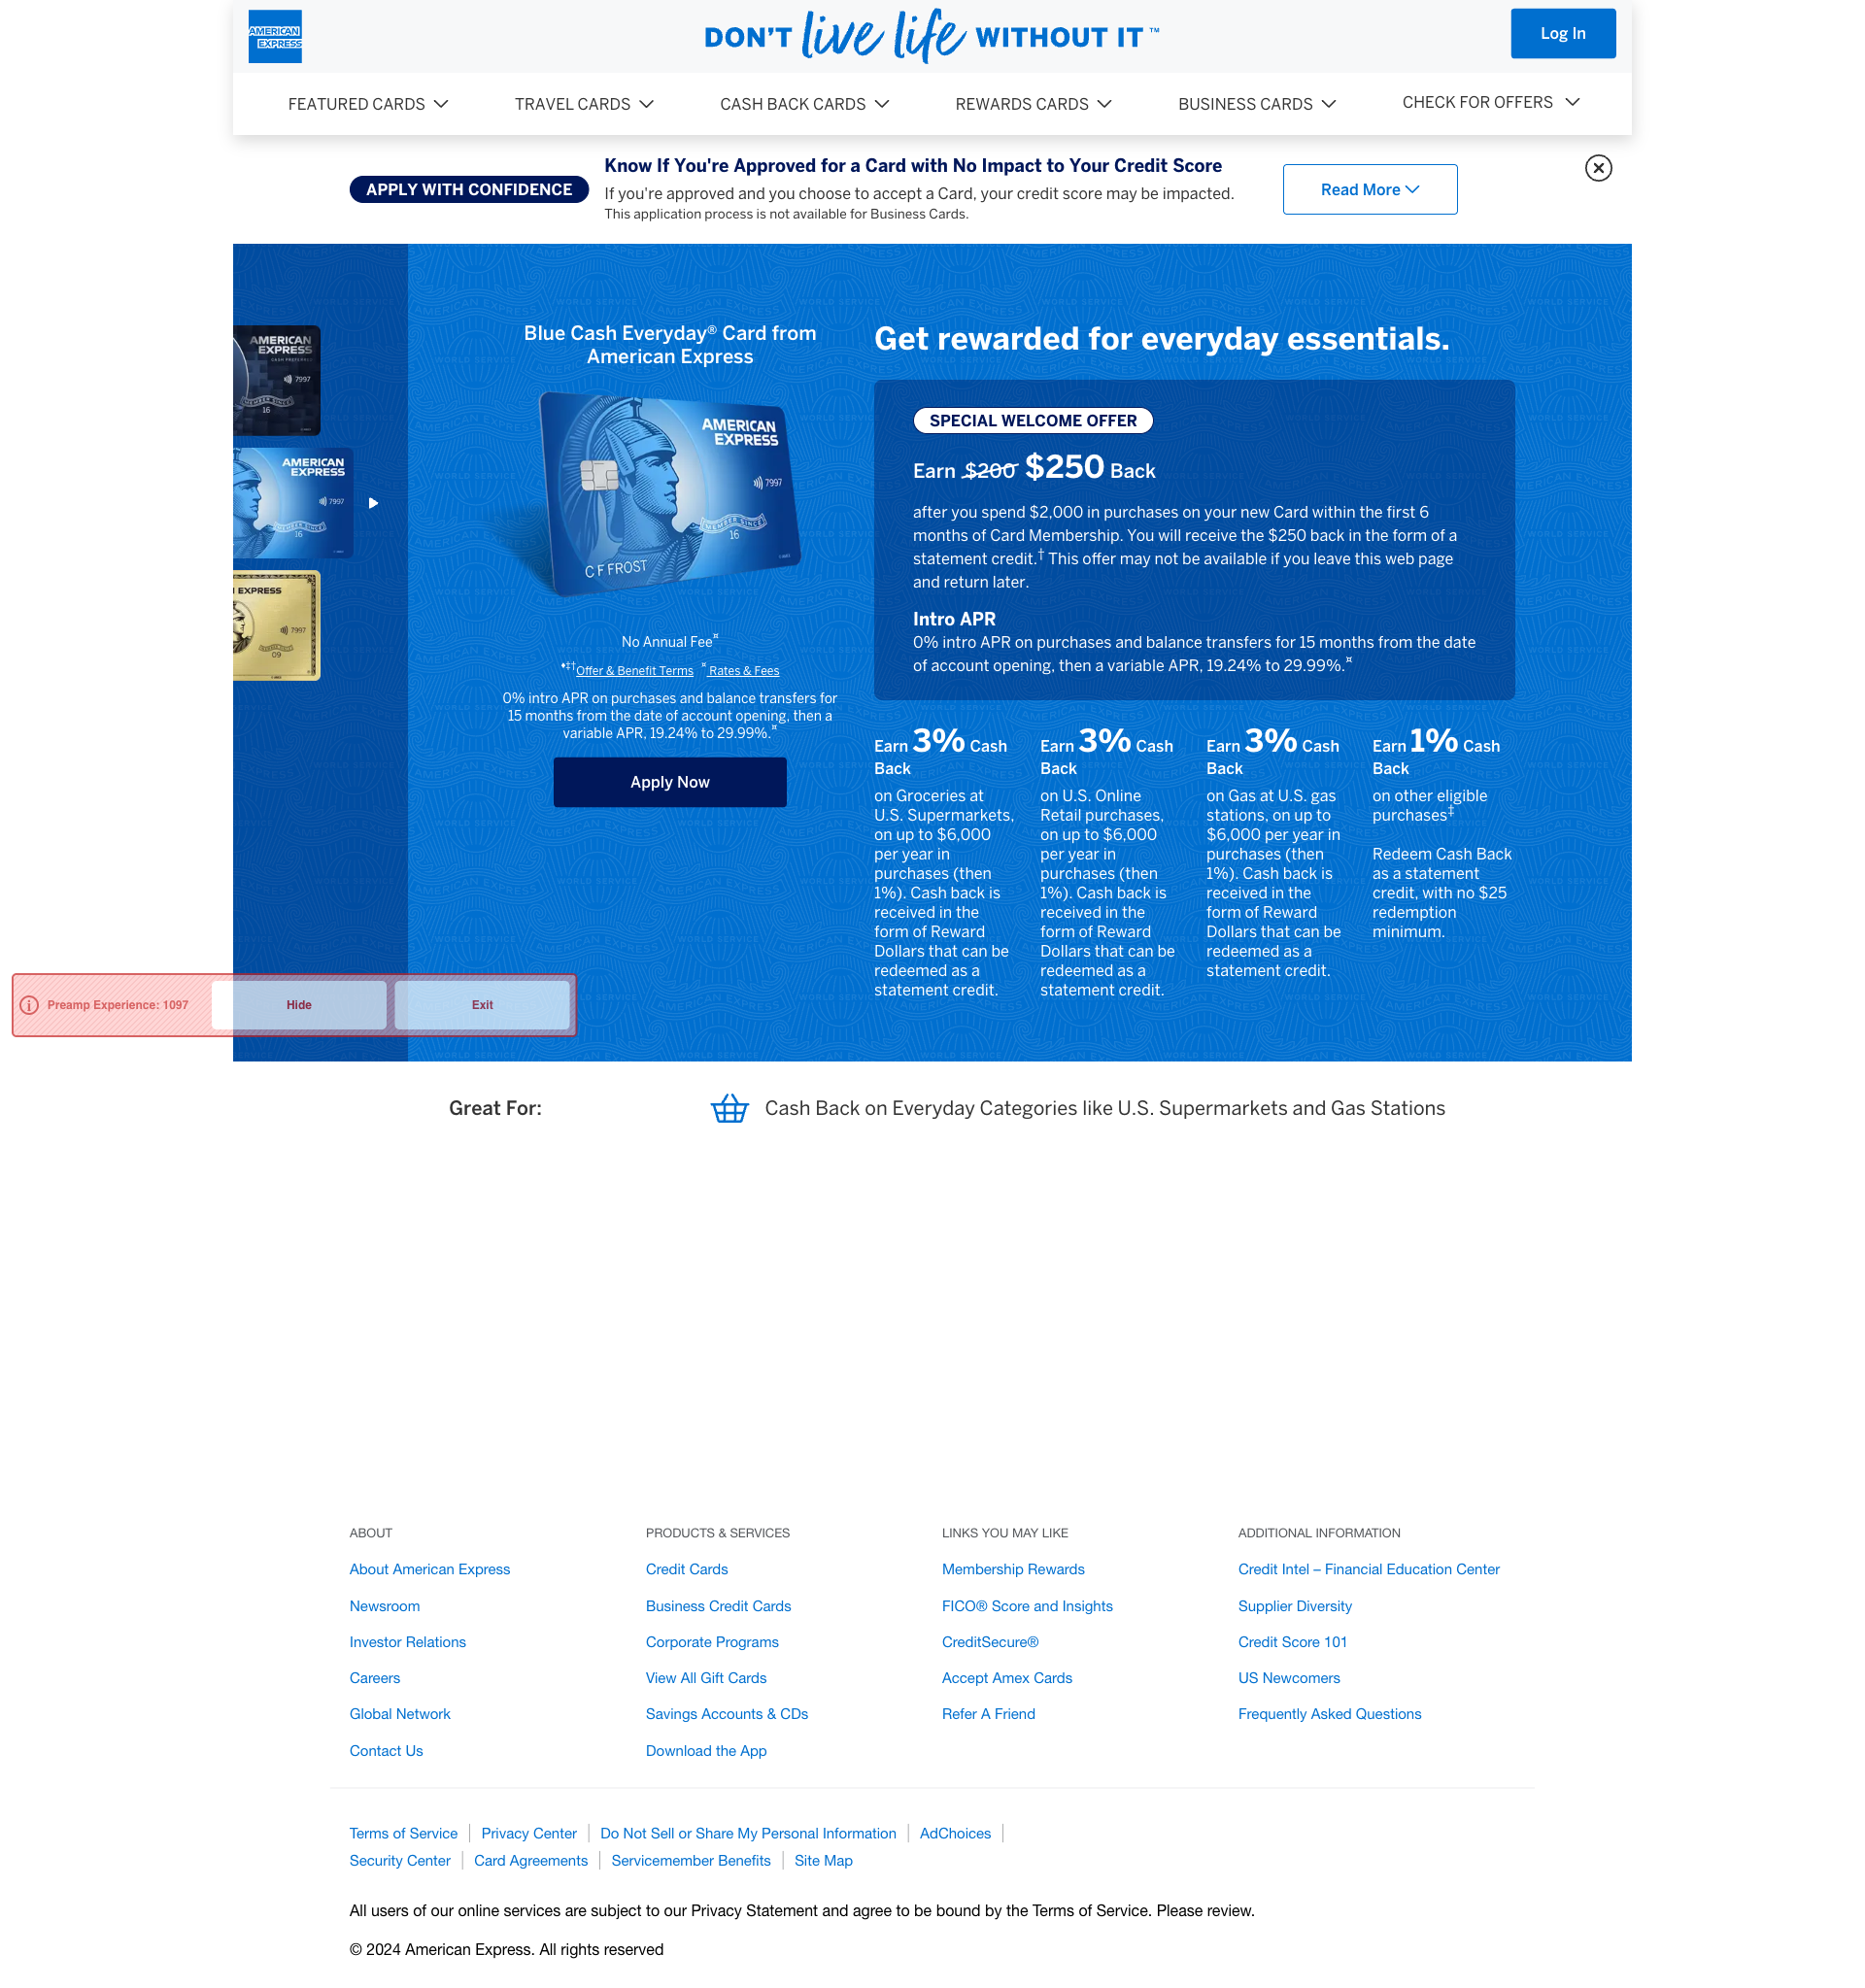 AMERICAN
EXPRESS
DON'T live life WITHOUT IT ™
Log In
FEATURED CARDS
TRAVEL CARDS
CASH BACK CARDS
REWARDS CARDS
BUSINESS CARDS
CHECK FOR OFFERS
APPLY WITH CONFIDENCE
Know If You're Approved for a Card with No Impact to Your Credit Score
If you're approved and you choose to accept a Card, your credit score may be impacted.
This application process is not available for Business Cards.
Read More
AMERICAN
EXPRESS
CASH PREFERRED
7997
MEMBER SINCE
16
AMERICAN
EXPRESS
7997
MEMBER SINCE
16
EXPRESS
7997
09
Blue Cash Everyday® Card from
American Express
AMERICAN
EXPRESS
7997
MEMBER SINCE
16
C F FROST
No Annual Fee¤
♦‡†Offer & Benefit Terms ¤ Rates & Fees
0% intro APR on purchases and balance transfers for
15 months from the date of account opening, then a
variable APR, 19.24% to 29.99%.¤
Apply Now
Get rewarded for everyday essentials.
SPECIAL WELCOME OFFER
Earn $200 $250 Back
after you spend $2,000 in purchases on your new Card within the first 6
months of Card Membership. You will receive the $250 back in the form of a
statement credit.† This offer may not be available if you leave this web page
and return later.
Intro APR
0% intro APR on purchases and balance transfers for 15 months from the date
of account opening, then a variable APR, 19.24% to 29.99%.¤
Earn 3% Cash
Back
on Groceries at
U.S. Supermarkets,
on up to $6,000
per year in
purchases (then
1%). Cash back is
received in the
form of Reward
Dollars that can be
redeemed as a
statement credit.
Earn 3% Cash
Back
on U.S. Online
Retail purchases,
on up to $6,000
per year in
purchases (then
1%). Cash back is
received in the
form of Reward
Dollars that can be
redeemed as a
statement credit.
Earn 3% Cash
Back
on Gas at U.S. gas
stations, on up to
$6,000 per year in
purchases (then
1%). Cash back is
received in the
form of Reward
Dollars that can be
redeemed as a
statement credit.
Earn 1% Cash
Back
on other eligible
purchases‡
Redeem Cash Back
as a statement
credit, with no $25
redemption
minimum.
Preamp Experience: 1097
Hide
Exit
Great For:
Cash Back on Everyday Categories like U.S. Supermarkets and Gas Stations
ABOUT
About American Express
Newsroom
Investor Relations
Careers
Global Network
Contact Us
PRODUCTS & SERVICES
Credit Cards
Business Credit Cards
Corporate Programs
View All Gift Cards
Savings Accounts & CDs
Download the App
LINKS YOU MAY LIKE
Membership Rewards
FICO® Score and Insights
CreditSecure®
Accept Amex Cards
Refer A Friend
ADDITIONAL INFORMATION
Credit Intel – Financial Education Center
Supplier Diversity
Credit Score 101
US Newcomers
Frequently Asked Questions
Terms of Service
Privacy Center
Do Not Sell or Share My Personal Information
AdChoices
Security Center
Card Agreements
Servicemember Benefits
Site Map
All users of our online services are subject to our Privacy Statement and agree to be bound by the Terms of Service. Please review.
© 2024 American Express. All rights reserved